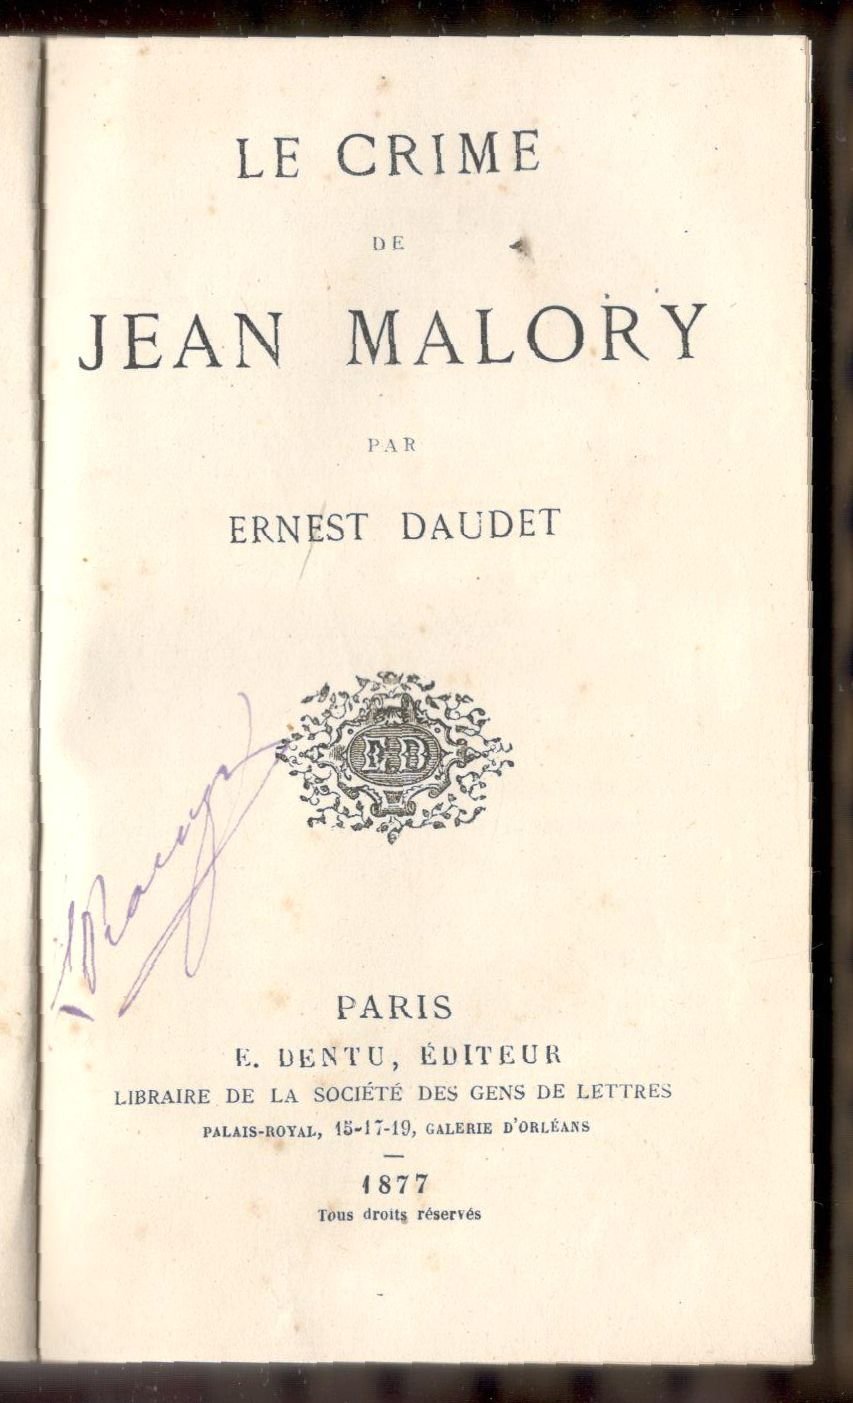 LE CRIME
DE
JEAN MALORY
PAR
ERNEST DAUDET
ED
PARIS
E. DENTU, ÉDITEUR
LIBRAIRE DE LA SOCIÉTÉ DES GENS DE LETTRES
PALAIS-ROYAL, 15-17-19, GALERIE D'ORLÉANS
1877
Tous droits réservés